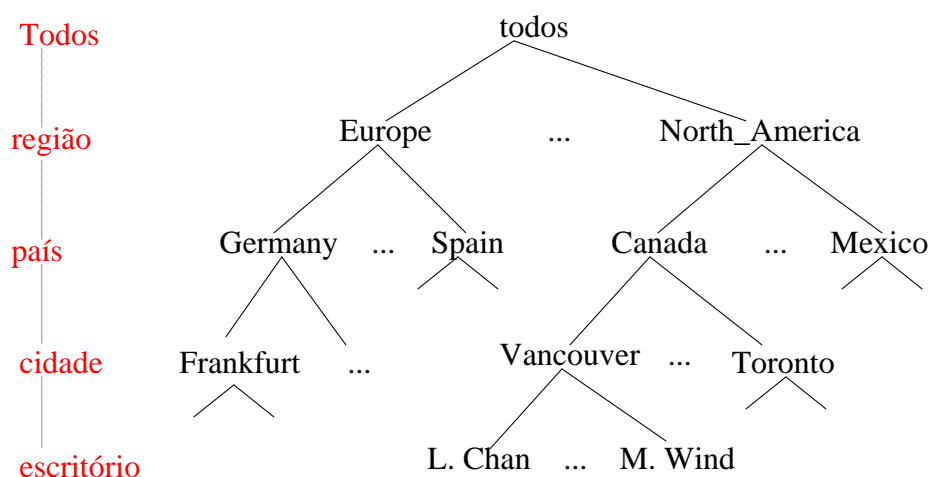 Todos todos
região Europe ... North_America
país Germany ... Spain Canada ... Mexico
cidade Frankfurt ... Vancouver ... Toronto
escritório L. Chan ... M. Wind